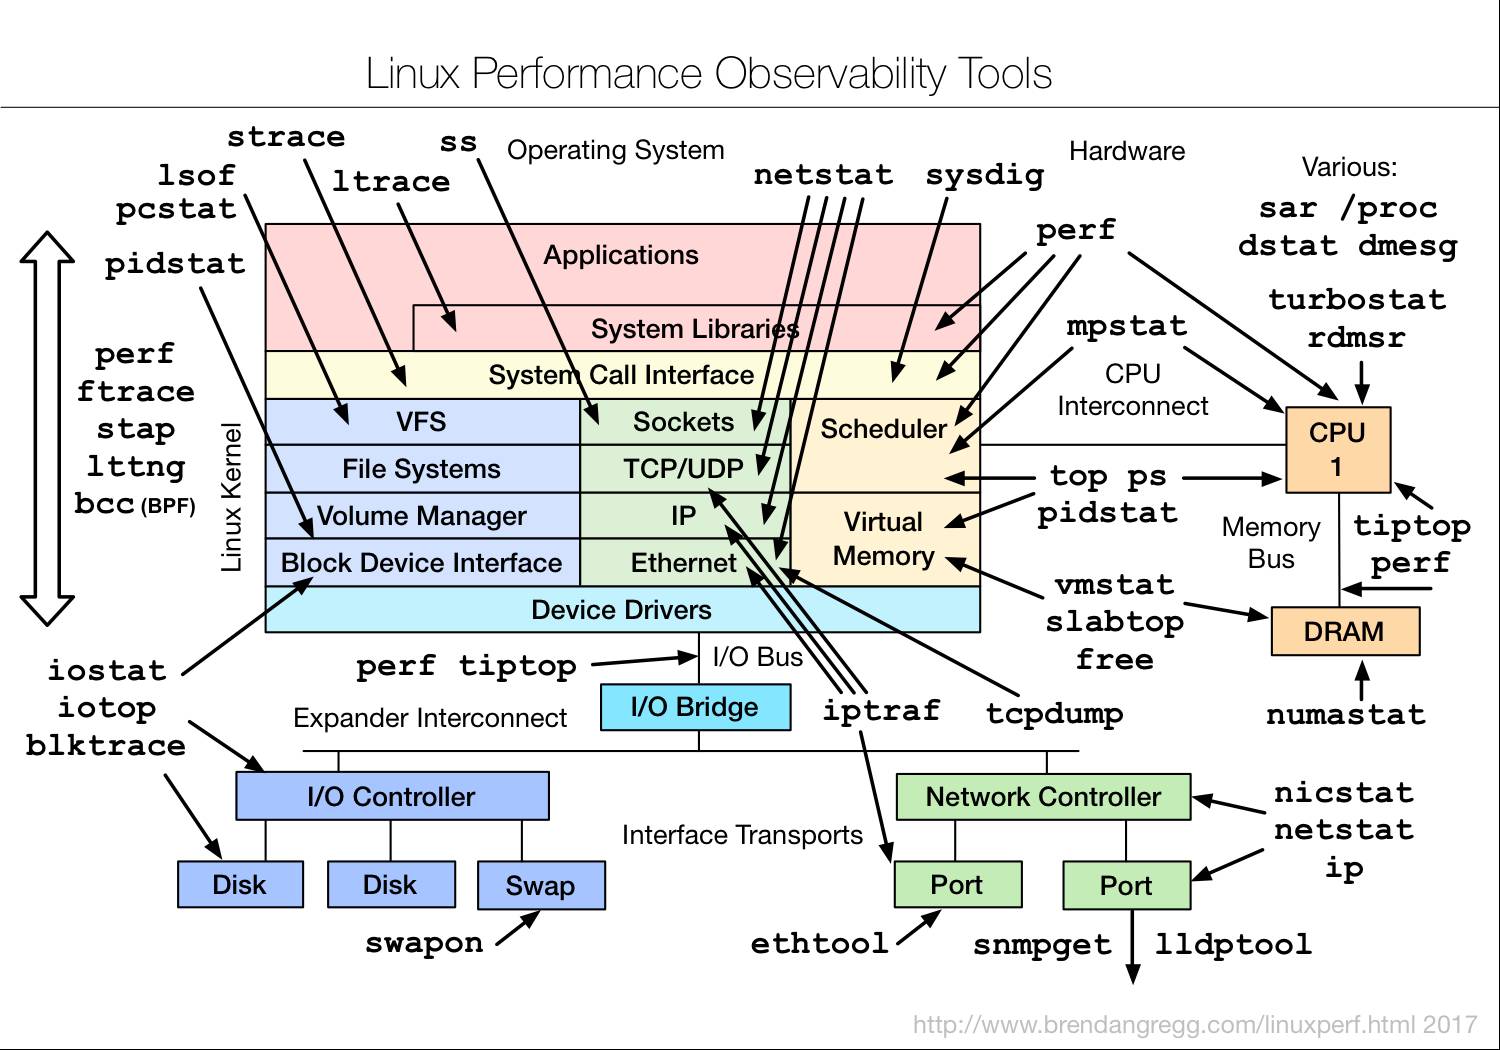 Linux Performance Observability Tools
strace
ss
Operating System
Hardware
Various:
lsof
ltrace
netstat
sysdig
pcstat
sar /proc
dstat dmesg
perf
pidstat
Applications
turbostat
rdmsr
System Libraries
mpstat
perf
ftrace
stap
lttng
bcc (BPF)
Linux Kernel
System Call Interface
CPU
Interconnect
VFS
Sockets
Scheduler
CPU
1
File Systems
TCP/UDP
top ps
pidstat
Volume Manager
IP
Virtual
Memory
Memory
Bus
tiptop
perf
Block Device Interface
Ethernet
vmstat
slabtop
free
Device Drivers
DRAM
iostat
iotop
blktrace
perf tiptop
I/O Bus
I/O Bridge
iptraf
tcpdump
numastat
Expander Interconnect
I/O Controller
Network Controller
nicstat
netstat
ip
Interface Transports
Disk
Disk
Swap
Port
Port
swapon
ethtool
snmpget
lldptool
http://www.brendangregg.com/linuxperf.html 2017